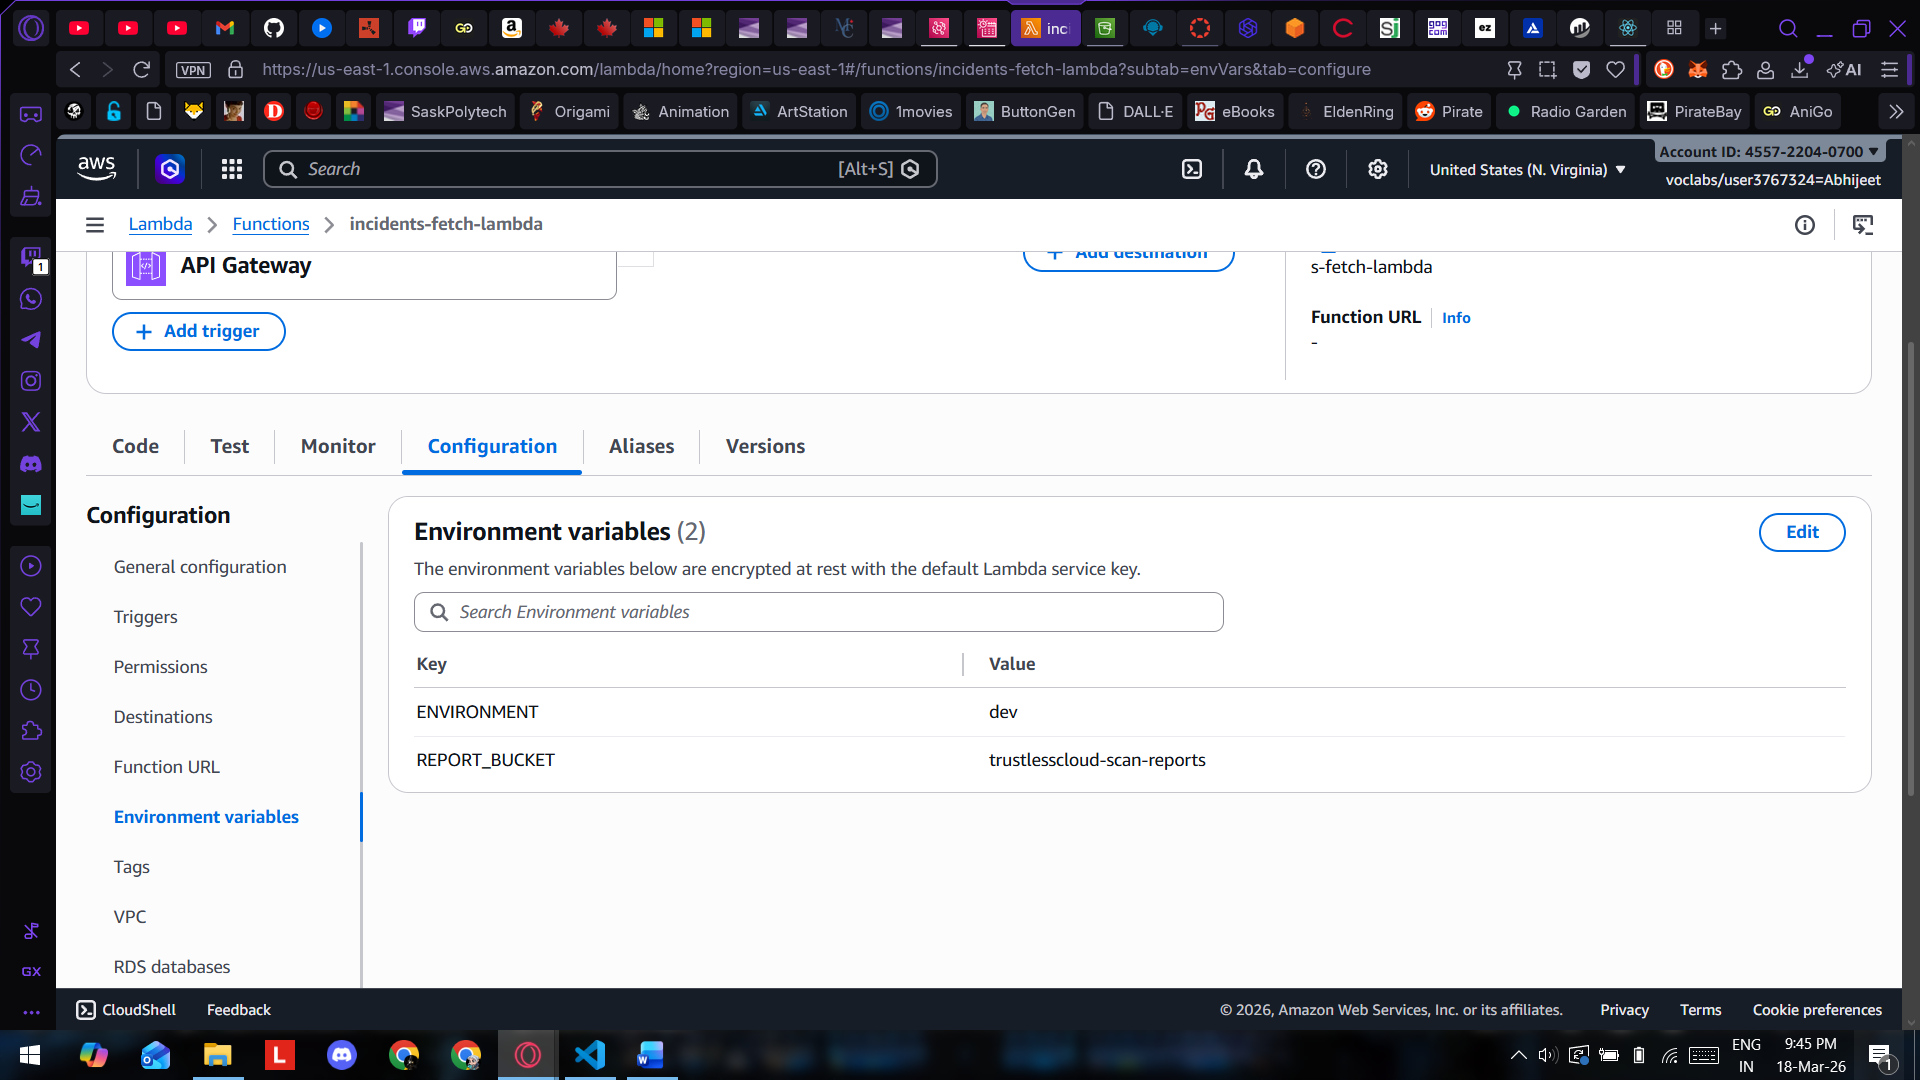 inc
VPN
https://us-east-1.console.aws.amazon.com/lambda/home?region=us-east-1#/functions/incidents-fetch-lambda?subtab=envVars&tab=configure
AI
SaskPolytech
Origami
Animation
ArtStation
1movies
ButtonGen
DALL·E
eBooks
EldenRing
Pirate
Radio Garden
PirateBay
AniGo
aws
Search
[Alt+S]
United States (N. Virginia)
Account ID: 4557-2204-0700
voclabs/user3767324=Abhijeet
Lambda
Functions
incidents-fetch-lambda
API Gateway
Add destination
s-fetch-lambda
Add trigger
Function URL
Info
-
Code
Test
Monitor
Configuration
Aliases
Versions
Configuration
General configuration
Triggers
Permissions
Destinations
Function URL
Environment variables
Tags
VPC
RDS databases
Environment variables (2)
Edit
The environment variables below are encrypted at rest with the default Lambda service key.
Search Environment variables
Key
Value
ENVIRONMENT
dev
REPORT_BUCKET
trustlesscloud-scan-reports
1
GX
CloudShell
Feedback
© 2026, Amazon Web Services, Inc. or its affiliates.
Privacy
Terms
Cookie preferences
ENG
IN
9:45 PM
18-Mar-26
1